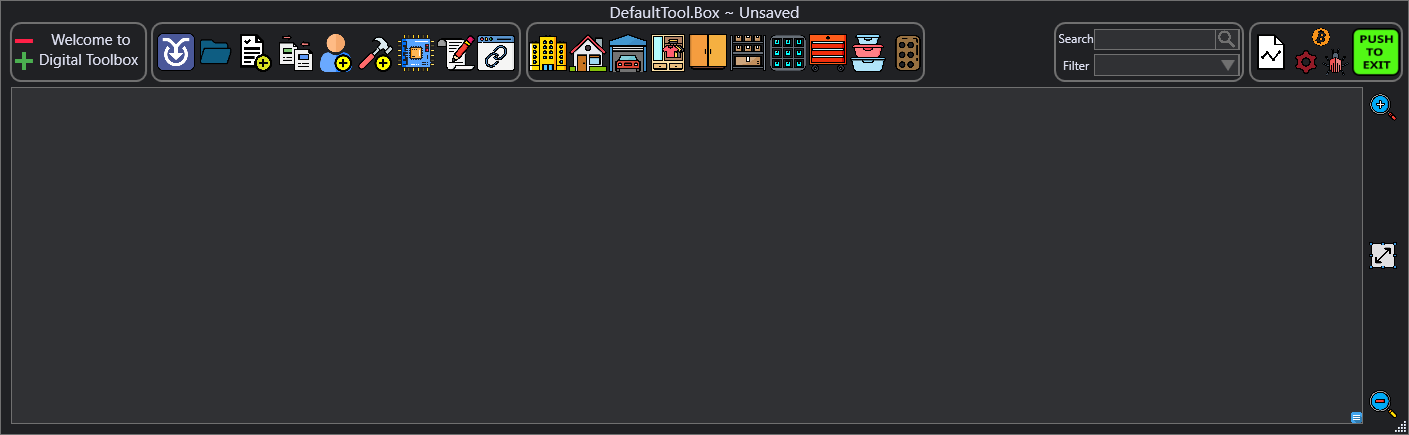 DefaultTool.Box ~ Unsaved
Welcome to
Digital Toolbox
Search
Filter
PUSH
TO
EXIT